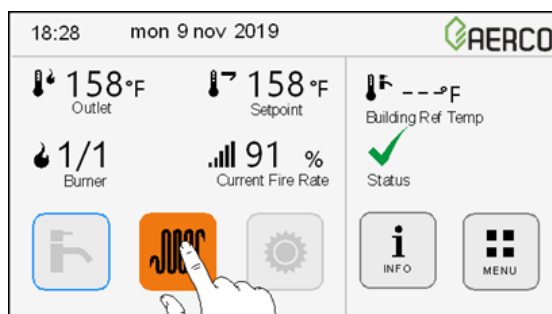 18:28 mon 9 nov 2019 AERCO
158°F 158°F ---°F
Outlet Setpoint Building Ref Temp
1/1 91 %
Burner Current Fire Rate Status
INFO MENU